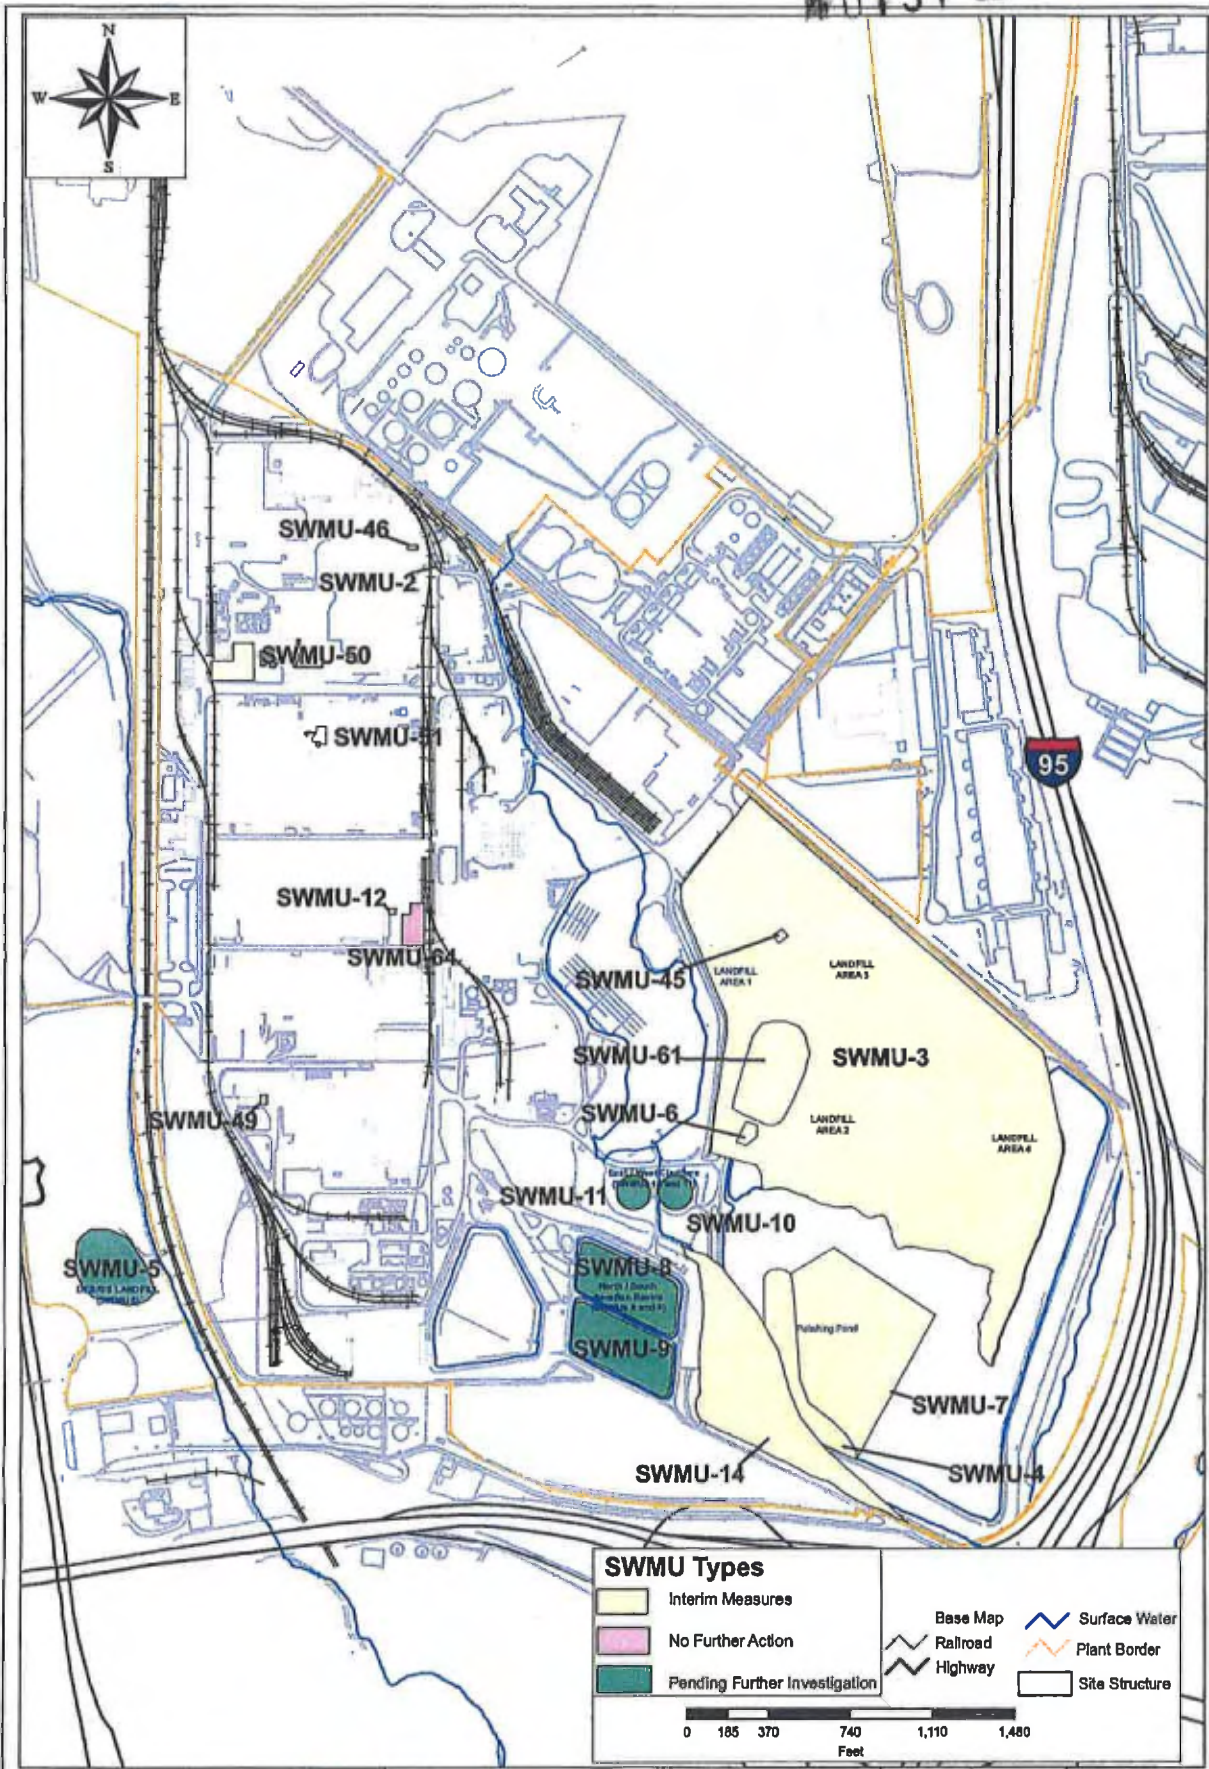 N
W E
S
SWMU-46
SWMU-2
SWMU-50
SWMU-51
95
SWMU-12
SWMU-64
SWMU-45
LANDFILL
AREA 1
LANDFILL
AREA 3
SWMU-61
SWMU-3
SWMU-6
LANDFILL
AREA 2
LANDFILL
AREA 4
SWMU-49
SWMU-11
SWMU-10
SWMU-5
SWMU-8
North / South
SWMU-9
Polishing Pond
SWMU-7
SWMU-14
SWMU-4
SWMU Types
Interim Measures
No Further Action
Pending Further Investigation
Base Map
Railroad
Highway
Surface Water
Plant Border
Site Structure
0 185 370 740 1,110 1,480
Feet